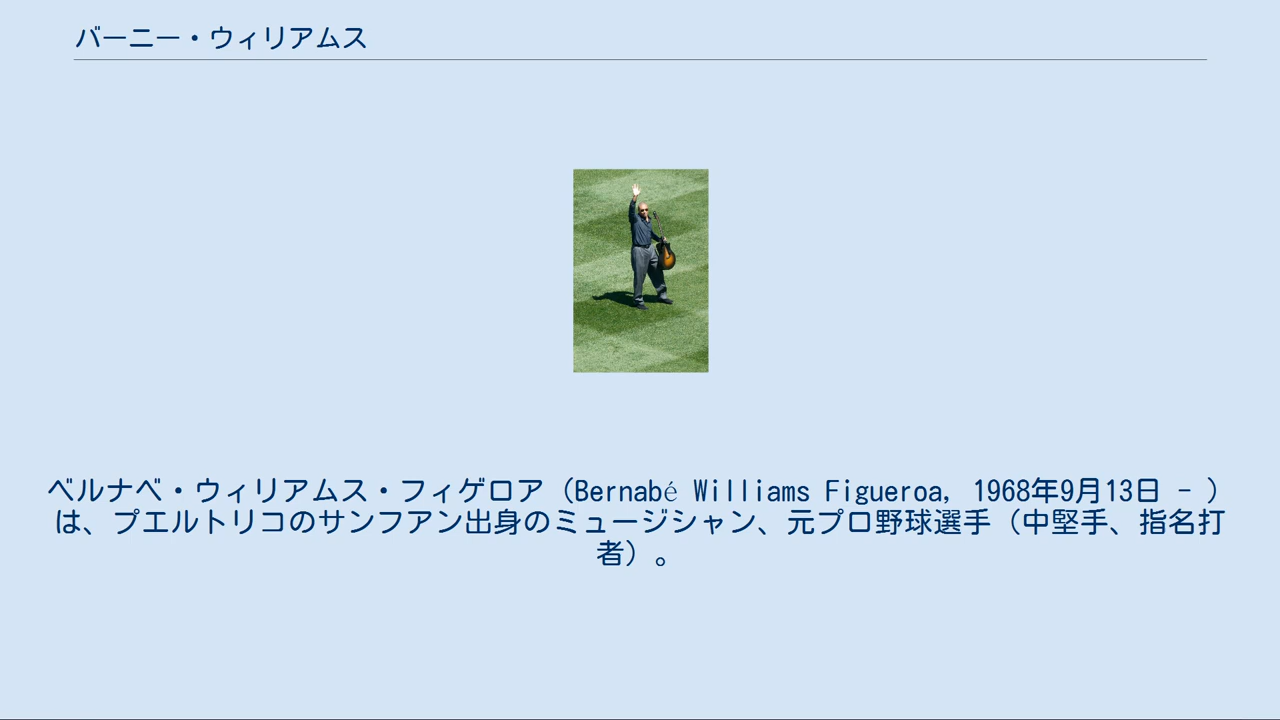 バーニー・ウィリアムス
ベルナベ・ウィリアムス・フィゲロア（Bernabé Williams Figueroa, 1968年9月13日 - ）
は、プエルトリコのサンフアン出身のミュージシャン、元プロ野球選手（中堅手、指名打
者）。